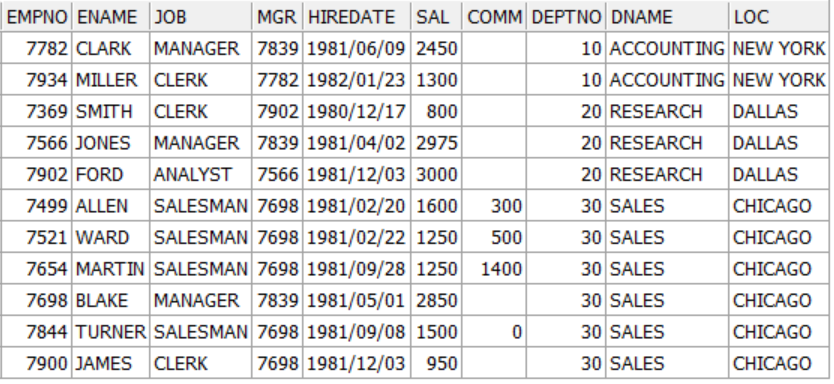 EMPNO ENAME JOB MGR HIREDATE SAL COMM DEPTNO DNAME LOC
7782 CLARK MANAGER 7839 1981/06/09 2450 10 ACCOUNTING NEW YORK
7934 MILLER CLERK 7782 1982/01/23 1300 10 ACCOUNTING NEW YORK
7369 SMITH CLERK 7902 1980/12/17 800 20 RESEARCH DALLAS
7566 JONES MANAGER 7839 1981/04/02 2975 20 RESEARCH DALLAS
7902 FORD ANALYST 7566 1981/12/03 3000 20 RESEARCH DALLAS
7499 ALLEN SALESMAN 7698 1981/02/20 1600 300 30 SALES CHICAGO
7521 WARD SALESMAN 7698 1981/02/22 1250 500 30 SALES CHICAGO
7654 MARTIN SALESMAN 7698 1981/09/28 1250 1400 30 SALES CHICAGO
7698 BLAKE MANAGER 7839 1981/05/01 2850 30 SALES CHICAGO
7844 TURNER SALESMAN 7698 1981/09/08 1500 0 30 SALES CHICAGO
7900 JAMES CLERK 7698 1981/12/03 950 30 SALES CHICAGO